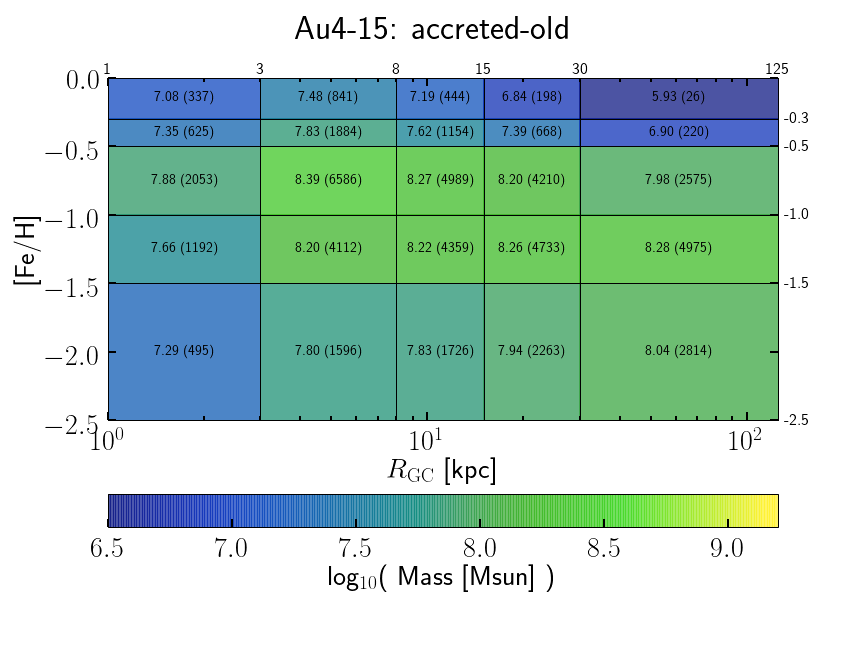 Au4-15: accreted-old
1 3 8 15 30 125
0.0 7.08 (337) 7.48 (841) 7.19 (444) 6.84 (198) 5.93 (26)
-0.3
7.35 (625) 7.83 (1884) 7.62 (1154) 7.39 (668) 6.90 (220)
−0.5 -0.5
7.88 (2053) 8.39 (6586) 8.27 (4989) 8.20 (4210) 7.98 (2575)
−1.0 -1.0
7.66 (1192) 8.20 (4112) 8.22 (4359) 8.26 (4733) 8.28 (4975)
[Fe/H]
−1.5 -1.5
7.29 (495) 7.80 (1596) 7.83 (1726) 7.94 (2263) 8.04 (2814)
−2.0
−2.5 -2.5
10⁰ 10¹ 10²
R_GC [kpc]
6.5 7.0 7.5 8.0 8.5 9.0
log₁₀( Mass [Msun] )